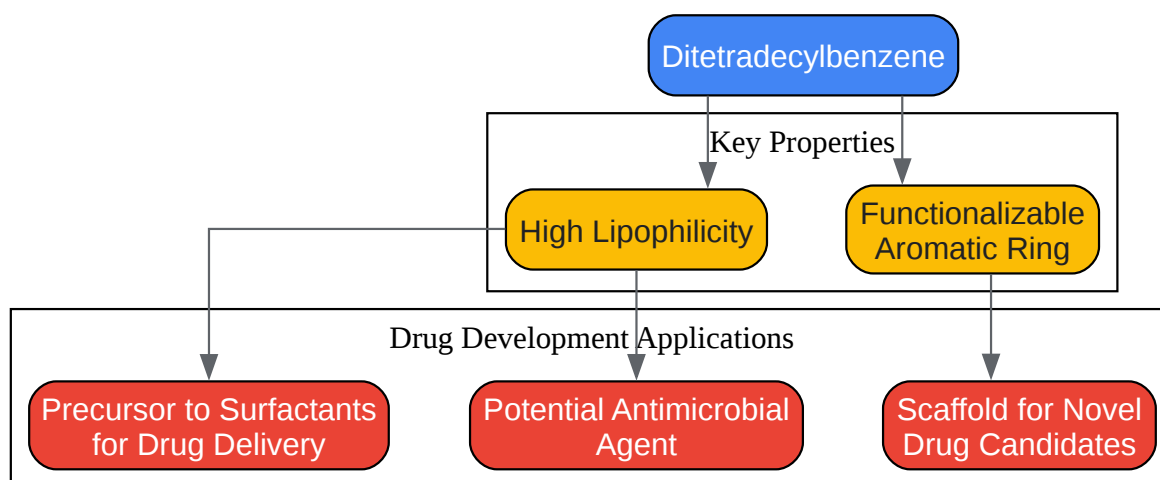 Ditetradecylbenzene
Key Properties
High Lipophilicity
Functionalizable
Aromatic Ring
Drug Development Applications
Precursor to Surfactants
for Drug Delivery
Potential Antimicrobial
Agent
Scaffold for Novel
Drug Candidates